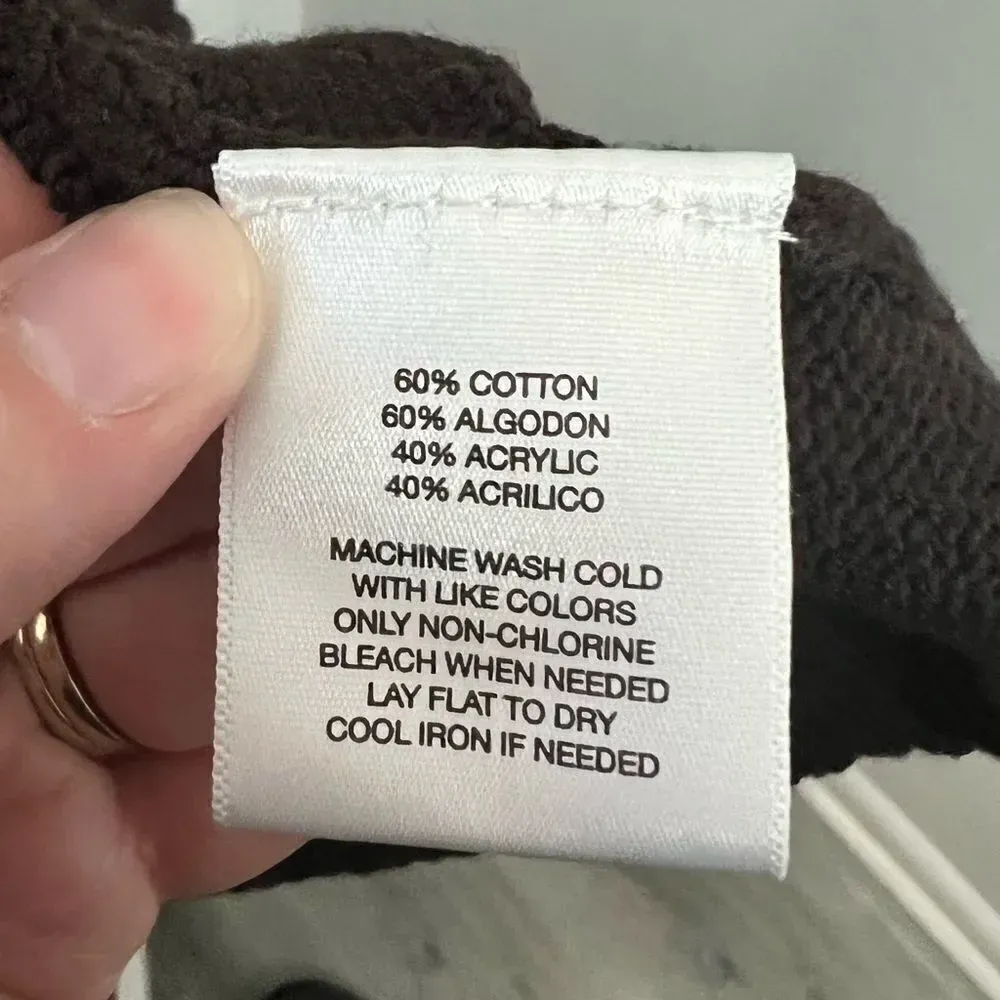 60% COTTON
60% ALGODON
40% ACRYLIC
40% ACRILICO
MACHINE WASH COLD
WITH LIKE COLORS
ONLY NON-CHLORINE
BLEACH WHEN NEEDED
LAY FLAT TO DRY
COOL IRON IF NEEDED